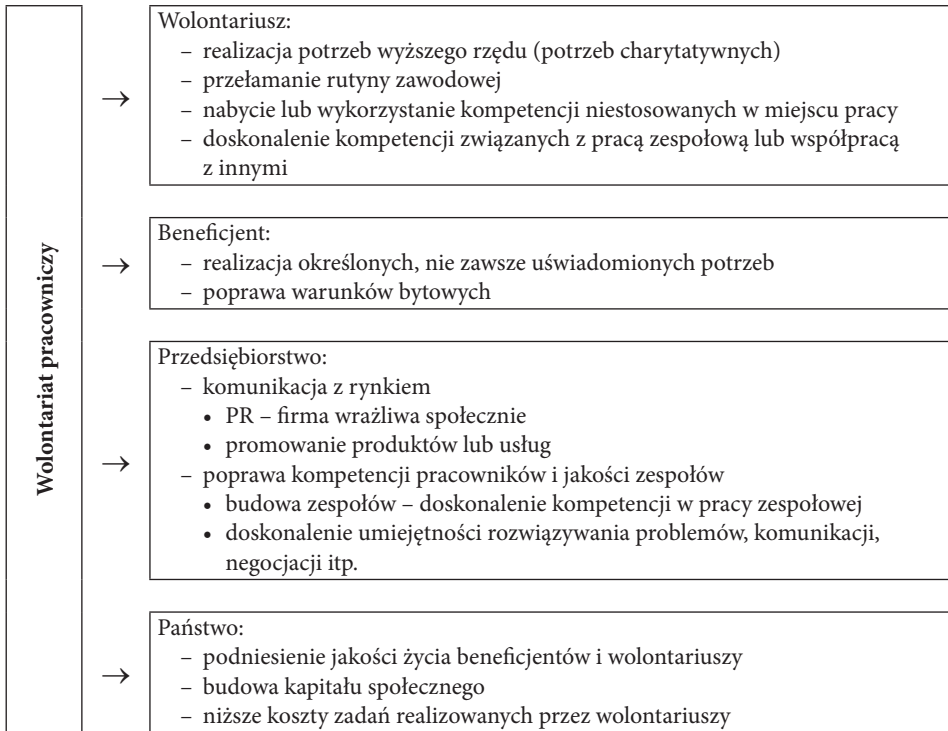 Wolontariat pracowniczy
→
Wolontariusz:
– realizacja potrzeb wyższego rzędu (potrzeb charytatywnych)
– przełamanie rutyny zawodowej
– nabycie lub wykorzystanie kompetencji niestosowanych w miejscu pracy
– doskonalenie kompetencji związanych z pracą zespołową lub współpracą
z innymi
→
Beneficjent:
– realizacja określonych, nie zawsze uświadomionych potrzeb
– poprawa warunków bytowych
→
Przedsiębiorstwo:
– komunikacja z rynkiem
• PR – firma wrażliwa społecznie
• promowanie produktów lub usług
– poprawa kompetencji pracowników i jakości zespołów
• budowa zespołów – doskonalenie kompetencji w pracy zespołowej
• doskonalenie umiejętności rozwiązywania problemów, komunikacji,
negocjacji itp.
→
Państwo:
– podniesienie jakości życia beneficjentów i wolontariuszy
– budowa kapitału społecznego
– niższe koszty zadań realizowanych przez wolontariuszy